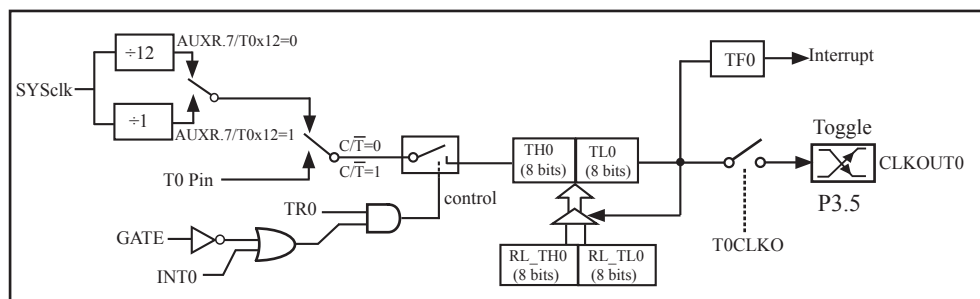 AUXR.7/T0x12=0
÷12
SYSclk
÷1
AUXR.7/T0x12=1
C/T̅=0
C/T̅=1
T0 Pin
TR0
control
GATE
INT0
TH0
(8 bits)
TL0
(8 bits)
RL_TH0
(8 bits)
RL_TL0
(8 bits)
TF0
Interrupt
Toggle
CLKOUT0
P3.5
T0CLKO